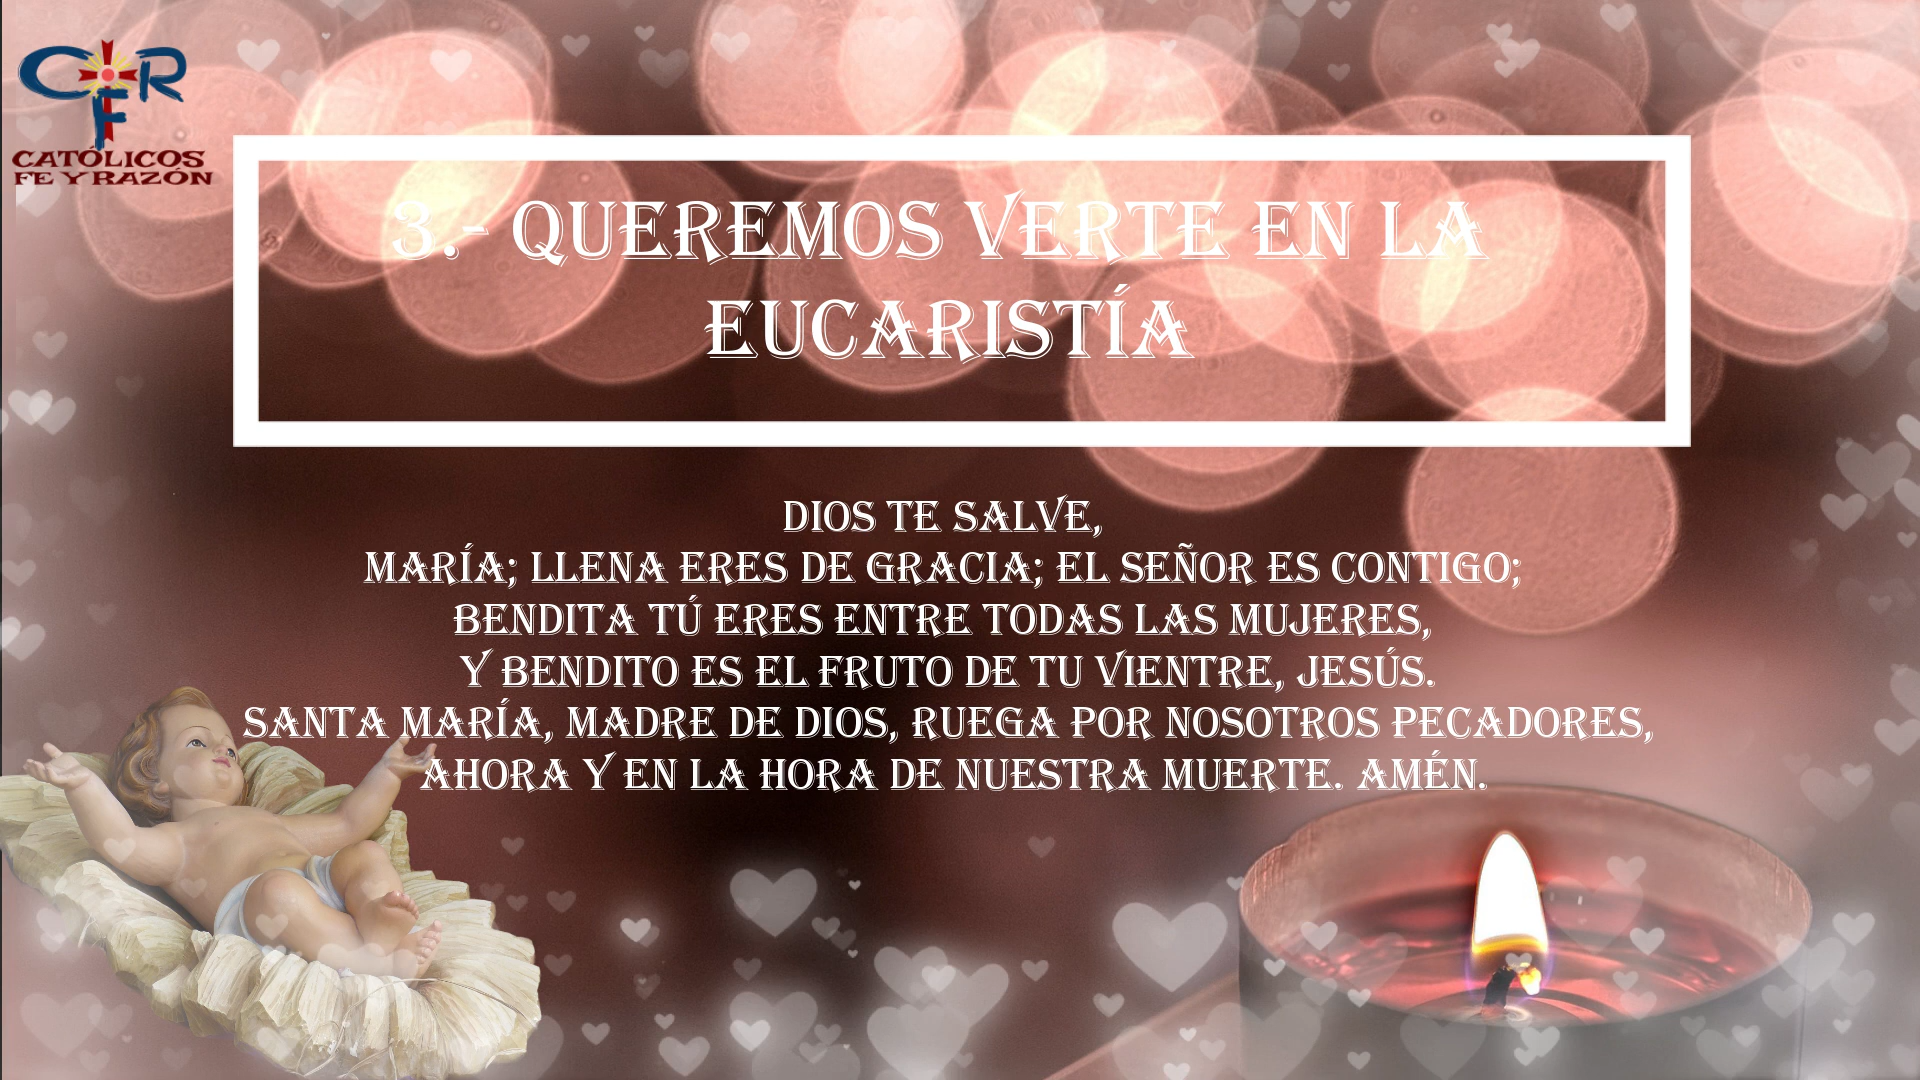 CFR
CATÓLICOS
FE Y RAZÓN
3.- QUEREMOS VERTE EN LA
EUCARISTÍA
DIOS TE SALVE,
MARÍA; LLENA ERES DE GRACIA; EL SEÑOR ES CONTIGO;
BENDITA TÚ ERES ENTRE TODAS LAS MUJERES,
Y BENDITO ES EL FRUTO DE TU VIENTRE, JESÚS.
SANTA MARÍA, MADRE DE DIOS, RUEGA POR NOSOTROS PECADORES,
AHORA Y EN LA HORA DE NUESTRA MUERTE. AMÉN.